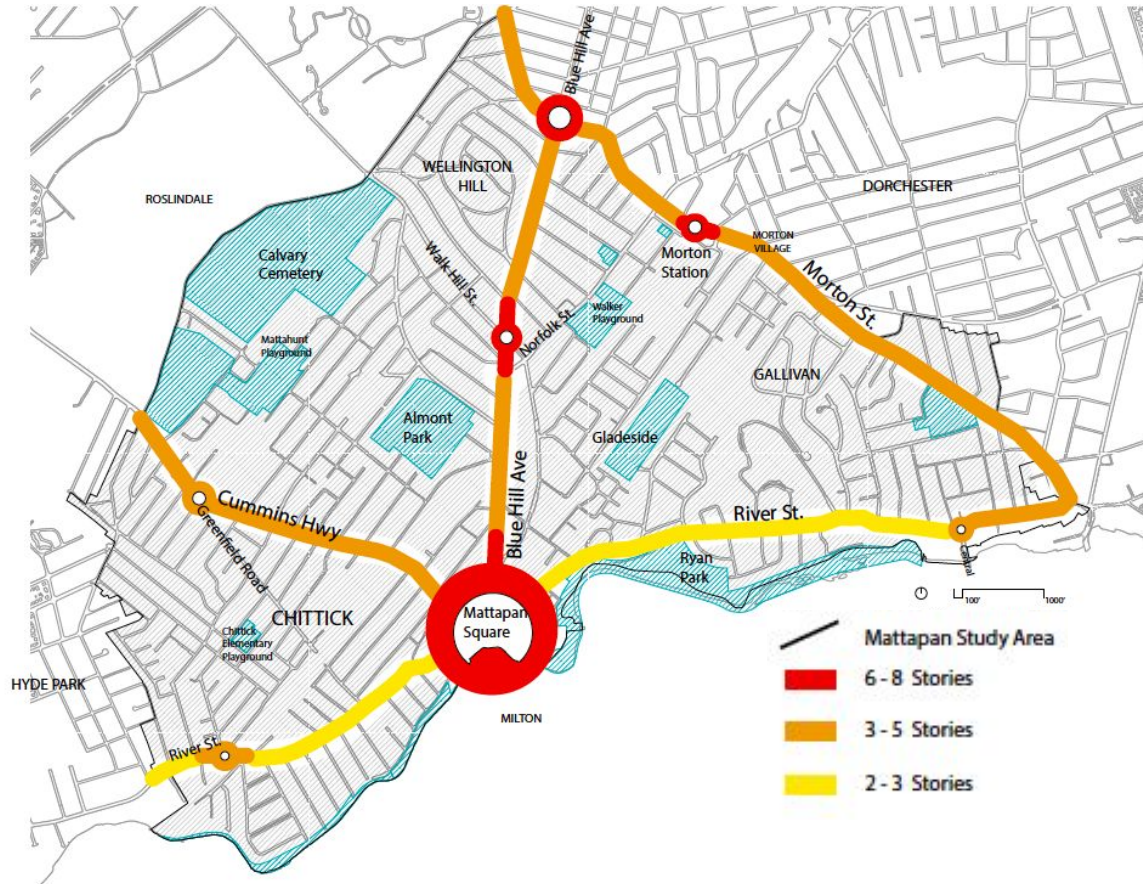 Blue Hill Ave
WELLINGTON
HILL
DORCHESTER
ROSLINDALE
MORTON
VILLAGE
Calvary
Cemetery
Walk Hill St.
Morton
Station
Morton St.
Walker
Playground
Norfolk St.
Mattahunt
Playground
GALLIVAN
Almont
Park
Gladeside
Blue Hill Ave
Cummins Hwy
Greenfield Road
River St.
Ryan
Park
Central
100'
1000'
Mattapan
Square
CHITTICK
Chittick
Elementary
Playground
HYDE PARK
MILTON
River St.
Mattapan Study Area
6 - 8 Stories
3 - 5 Stories
2 - 3 Stories